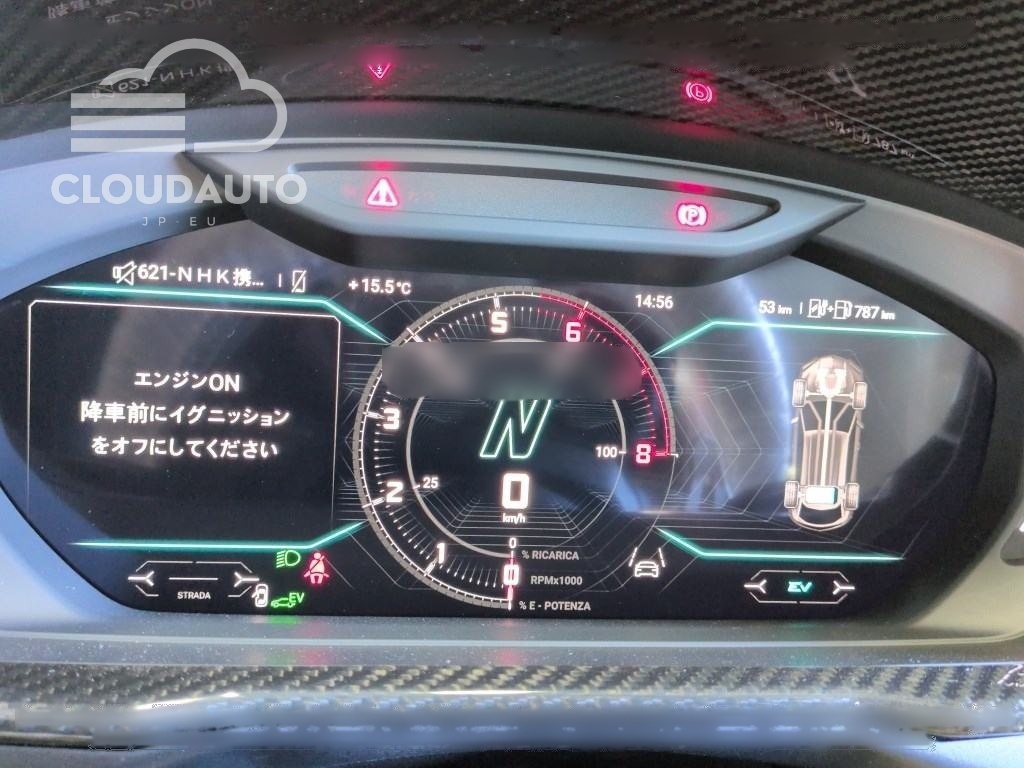 CLOUDAUTO
JP-EU
621-NHK携...
+15.5℃
14:56
53 km
787 km
エンジンON
降車前にイグニッション
をオフにしてください
5
6
3
N
100
8
2
25
0
km/h
1
0
% RICARICA
0
RPMx1000
% E - POTENZA
STRADA
EV
EV